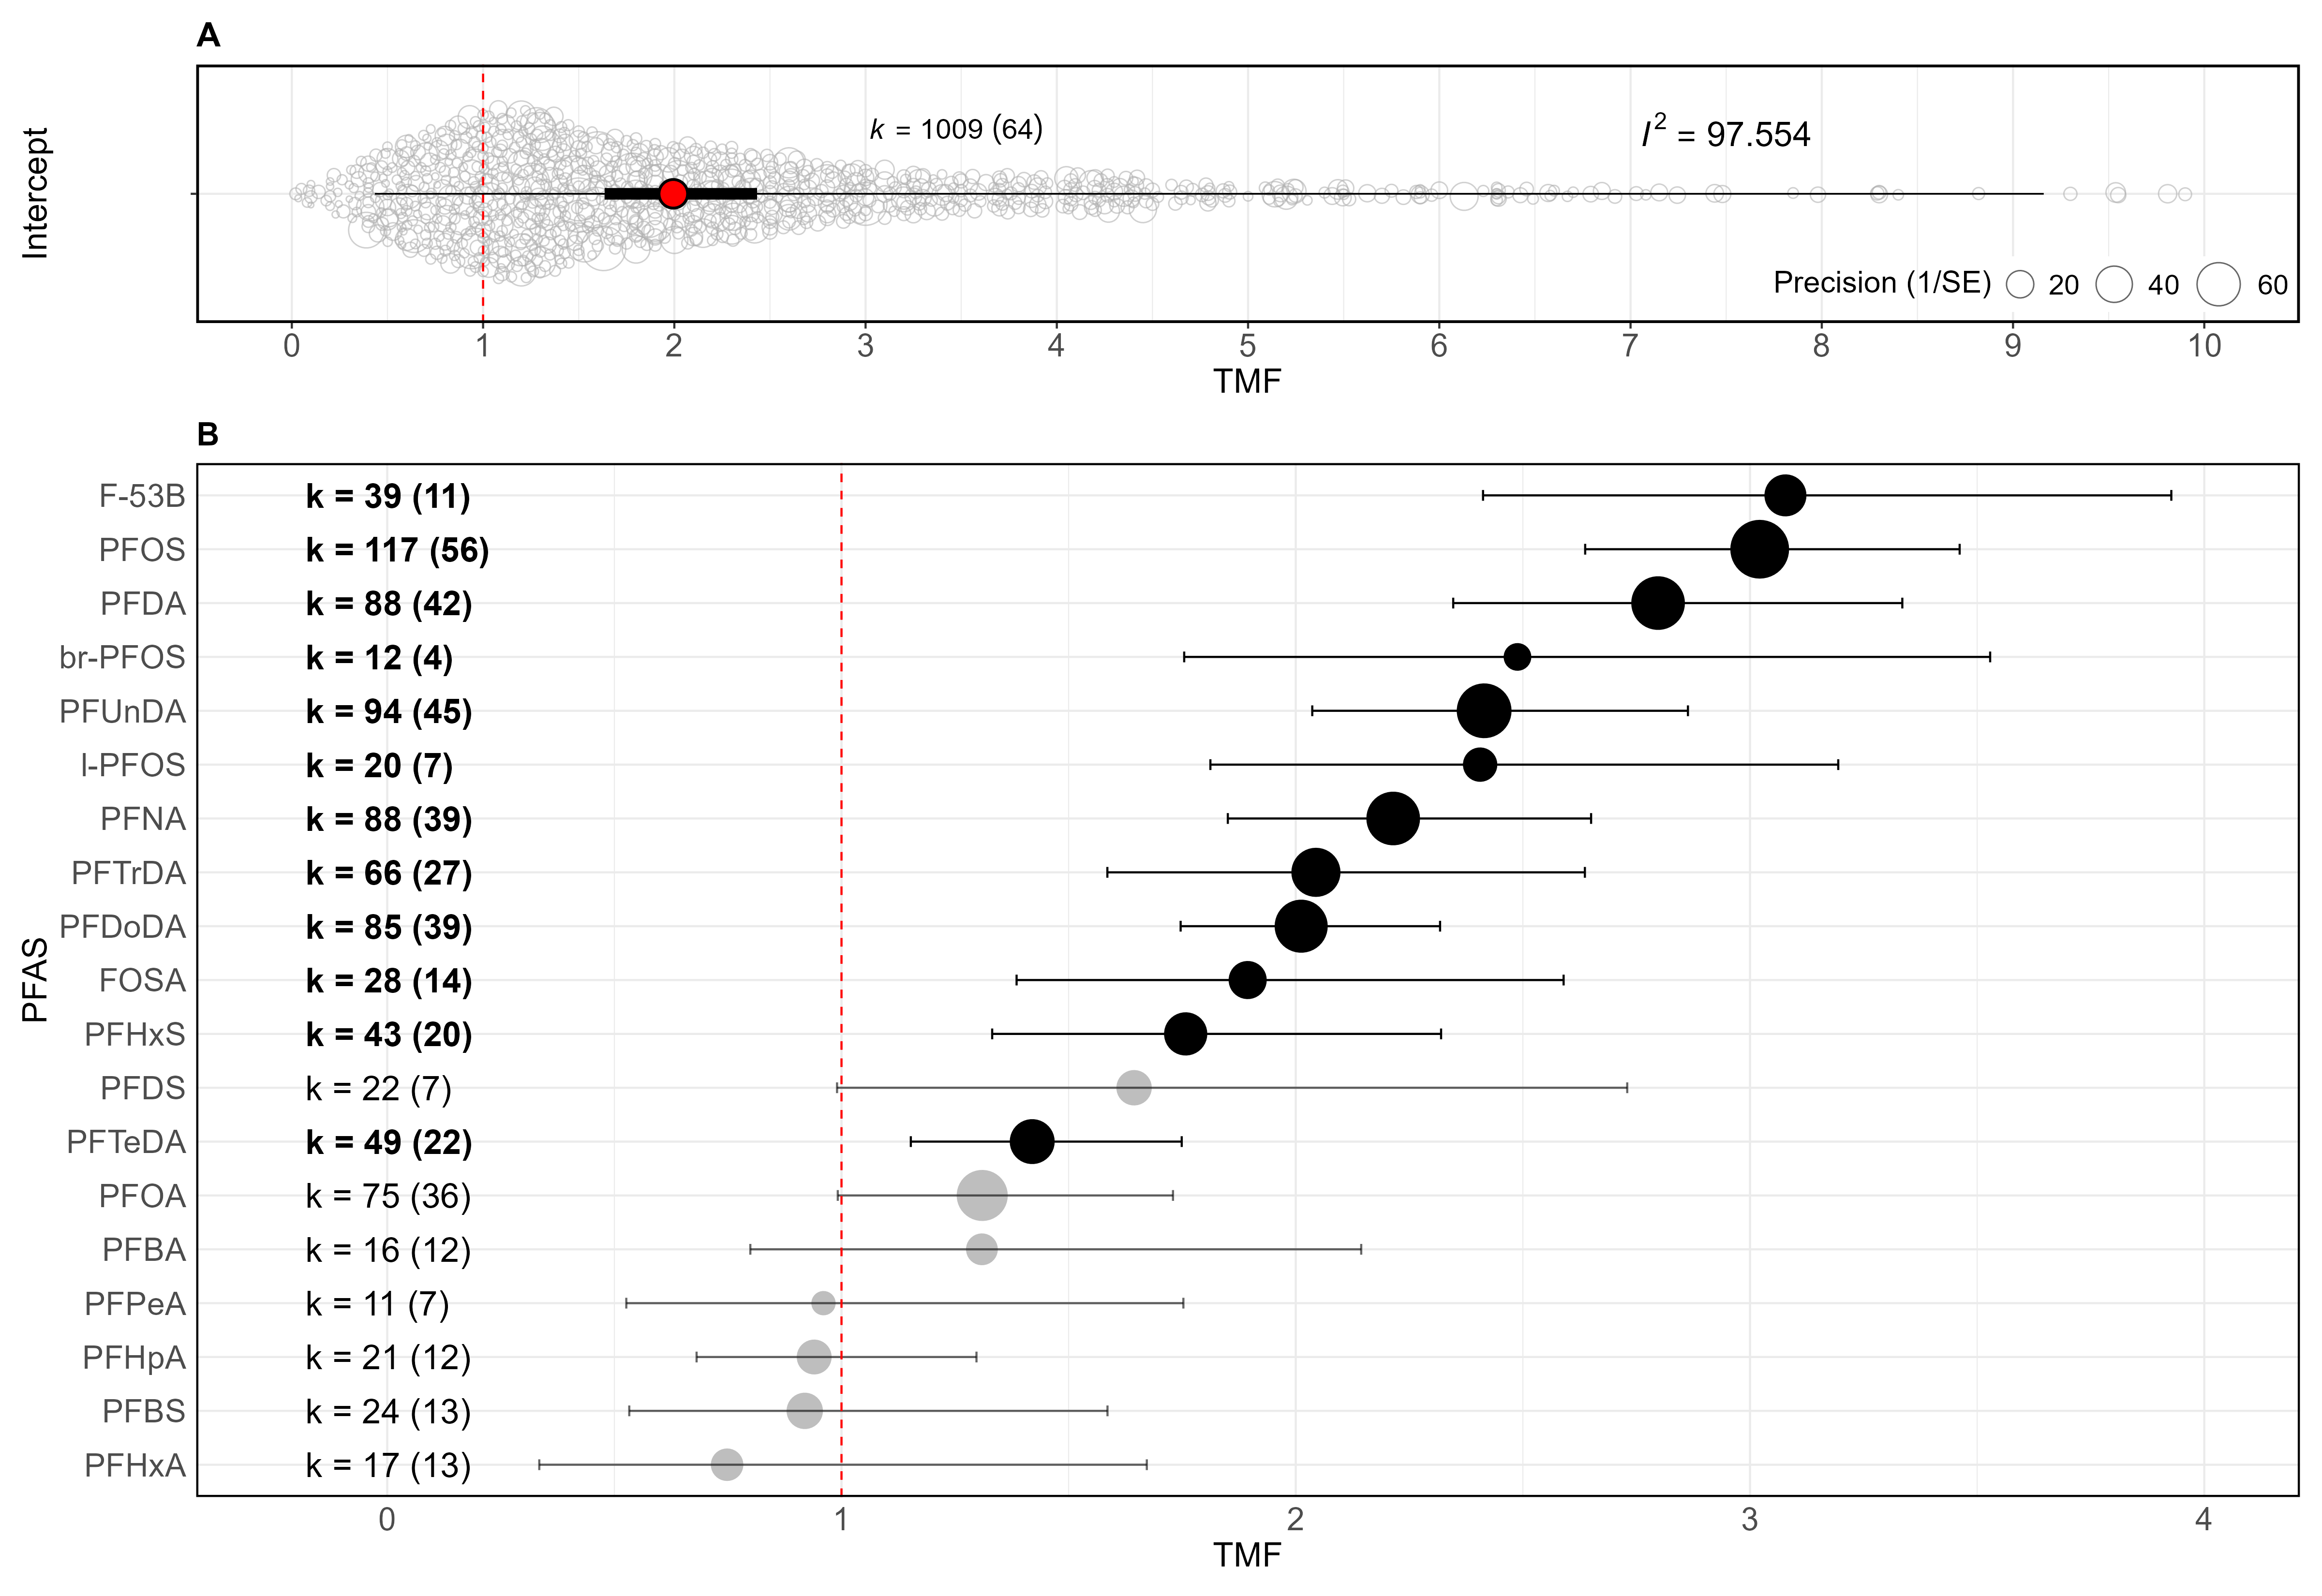 A
Intercept
k = 1009 (64)
I² = 97.554
Precision (1/SE) 20 40 60
0 1 2 3 4 5 6 7 8 9 10
TMF
B
PFAS
F-53B k = 39 (11)
PFOS k = 117 (56)
PFDA k = 88 (42)
br-PFOS k = 12 (4)
PFUnDA k = 94 (45)
l-PFOS k = 20 (7)
PFNA k = 88 (39)
PFTrDA k = 66 (27)
PFDoDA k = 85 (39)
FOSA k = 28 (14)
PFHxS k = 43 (20)
PFDS k = 22 (7)
PFTeDA k = 49 (22)
PFOA k = 75 (36)
PFBA k = 16 (12)
PFPeA k = 11 (7)
PFHpA k = 21 (12)
PFBS k = 24 (13)
PFHxA k = 17 (13)
0 1 2 3 4
TMF